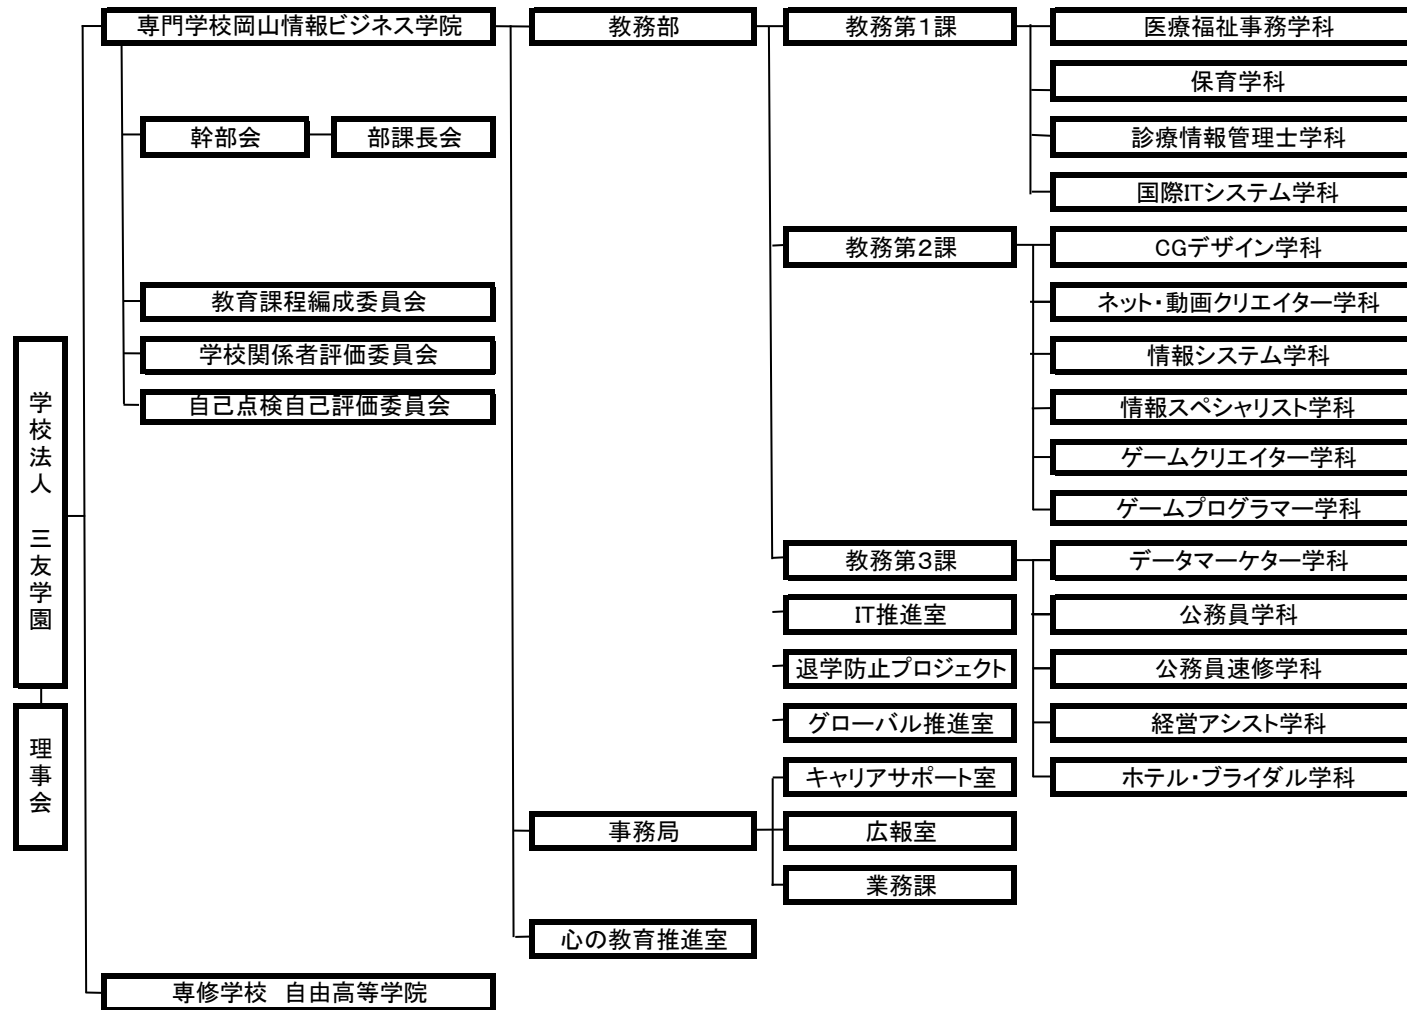 専門学校岡山情報ビジネス学院
教務部
教務第1課
医療福祉事務学科
保育学科
幹部会
部課長会
診療情報管理士学科
国際ITシステム学科
教務第2課
CGデザイン学科
教育課程編成委員会
ネット・動画クリエイター学科
学校関係者評価委員会
情報システム学科
自己点検自己評価委員会
情報スペシャリスト学科
ゲームクリエイター学科
ゲームプログラマー学科
学校法人　三友学園
教務第3課
データマーケター学科
IT推進室
公務員学科
退学防止プロジェクト
公務員速修学科
グローバル推進室
経営アシスト学科
理事会
キャリアサポート室
ホテル・ブライダル学科
事務局
広報室
業務課
心の教育推進室
専修学校　自由高等学院